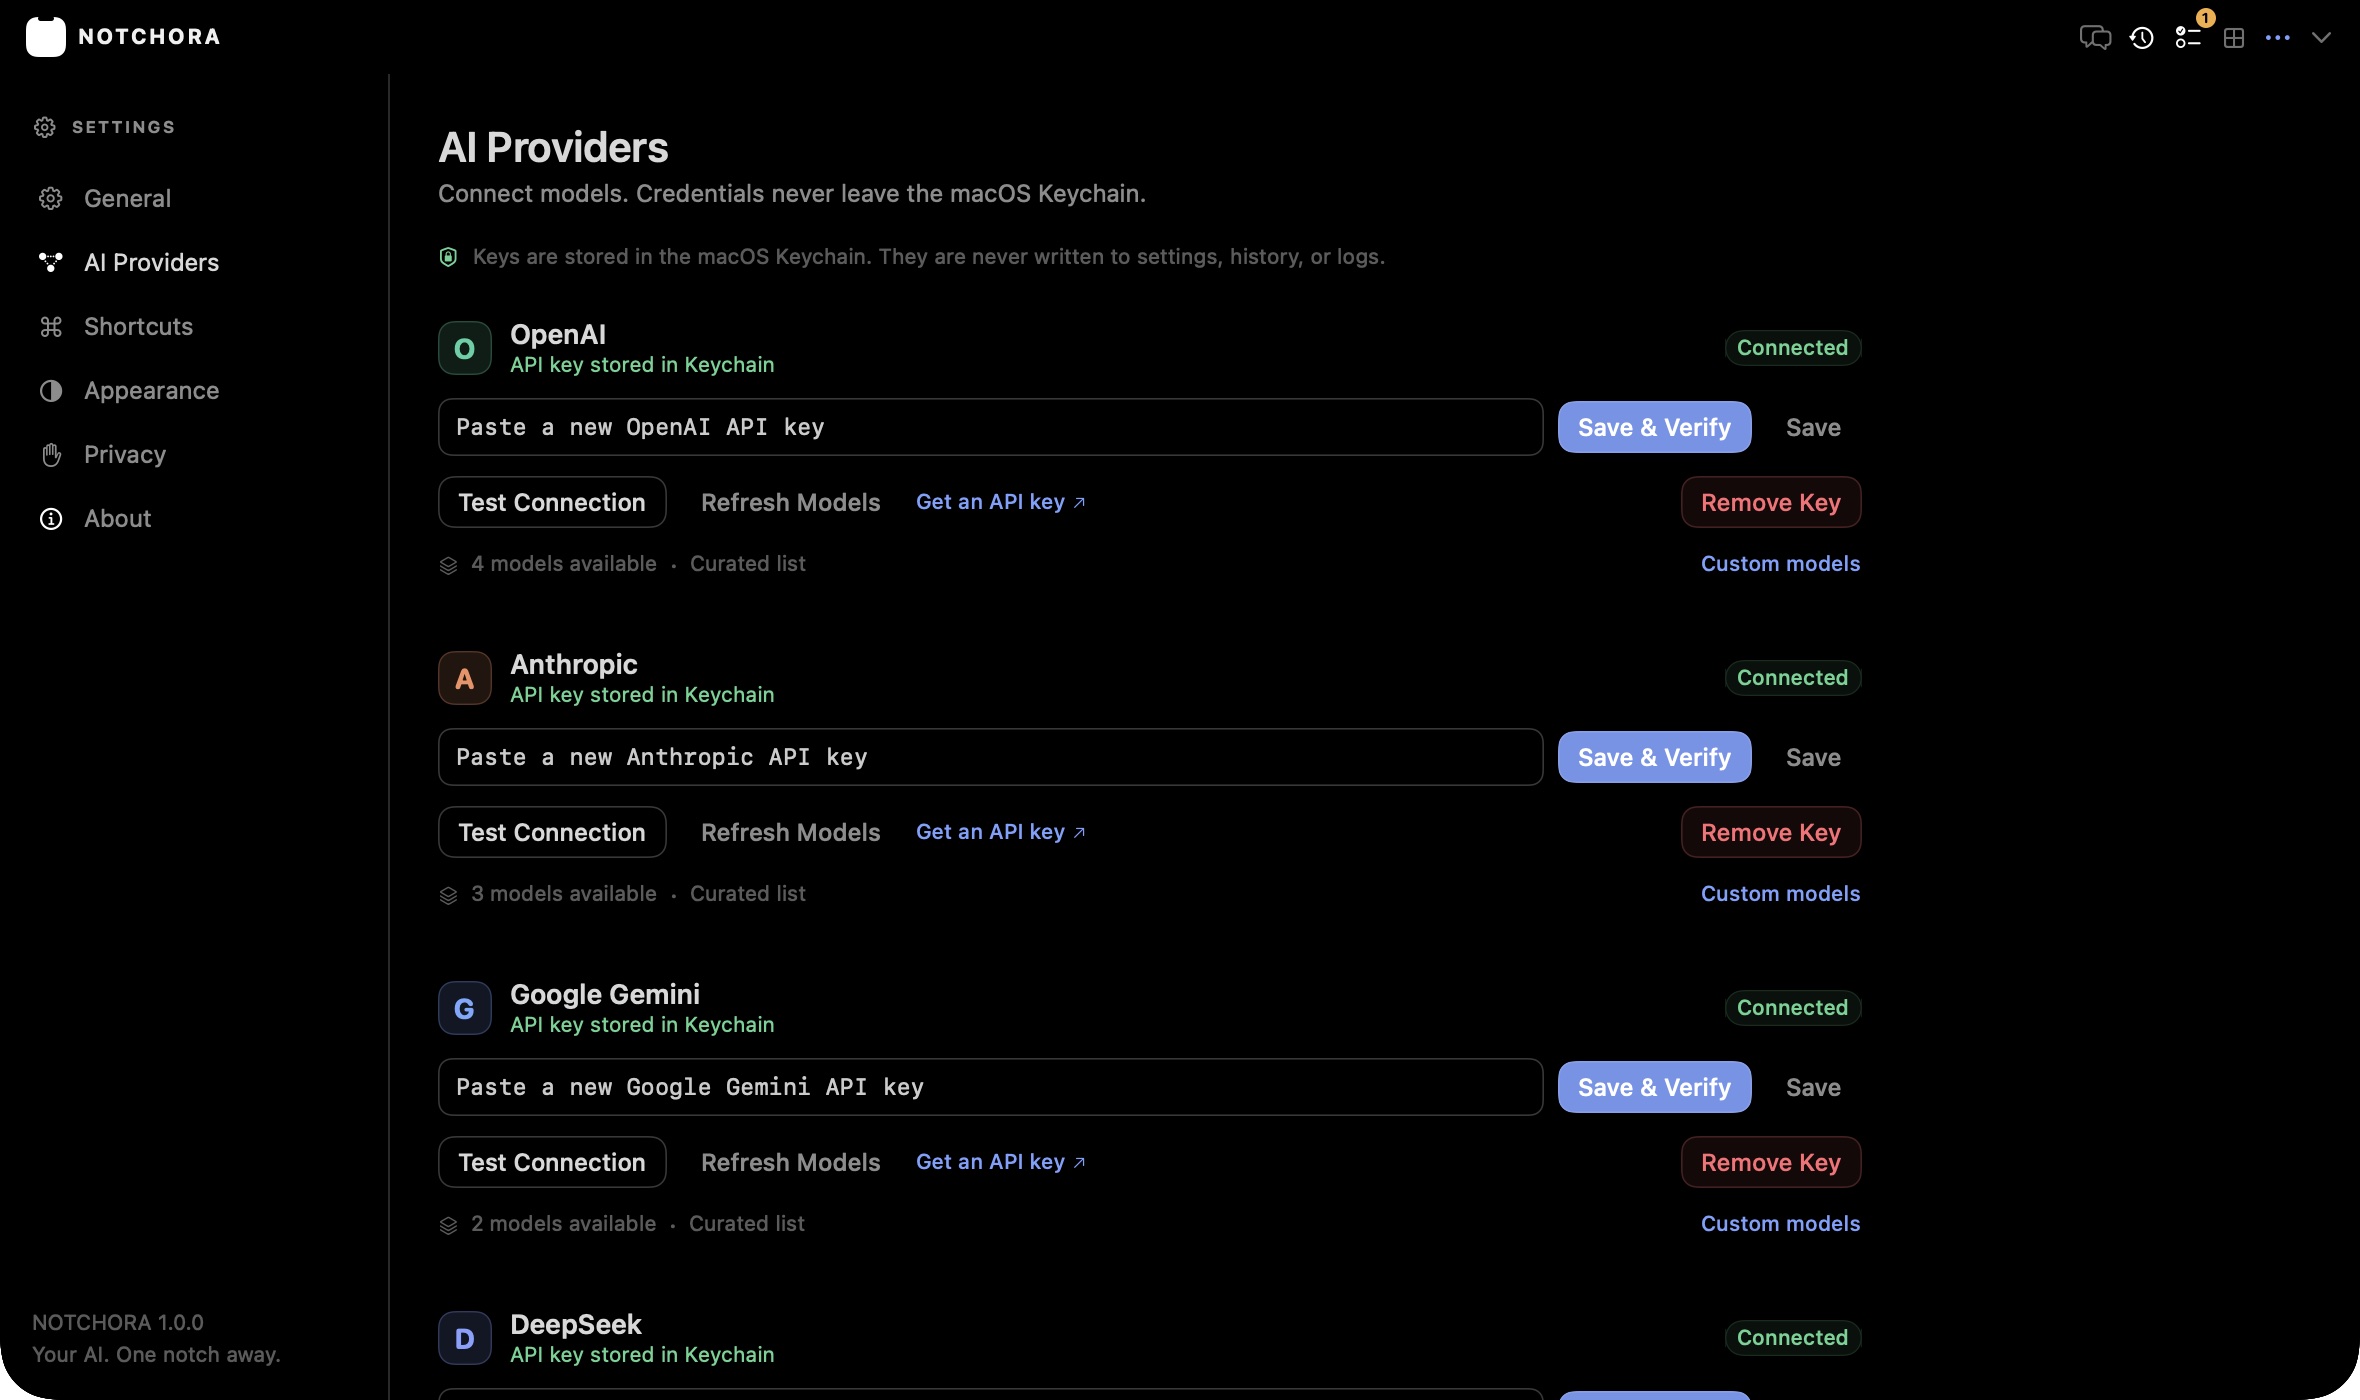 NOTCHORA
1
SETTINGS
General
AI Providers
Shortcuts
Appearance
Privacy
About
NOTCHORA 1.0.0
Your AI. One notch away.
AI Providers
Connect models. Credentials never leave the macOS Keychain.
Keys are stored in the macOS Keychain. They are never written to settings, history, or logs.
O
OpenAI
API key stored in Keychain
Connected
Paste a new OpenAI API key
Save & Verify
Save
Test Connection
Refresh Models
Get an API key ↗
Remove Key
4 models available · Curated list
Custom models
A
Anthropic
API key stored in Keychain
Connected
Paste a new Anthropic API key
Save & Verify
Save
Test Connection
Refresh Models
Get an API key ↗
Remove Key
3 models available · Curated list
Custom models
G
Google Gemini
API key stored in Keychain
Connected
Paste a new Google Gemini API key
Save & Verify
Save
Test Connection
Refresh Models
Get an API key ↗
Remove Key
2 models available · Curated list
Custom models
D
DeepSeek
API key stored in Keychain
Connected